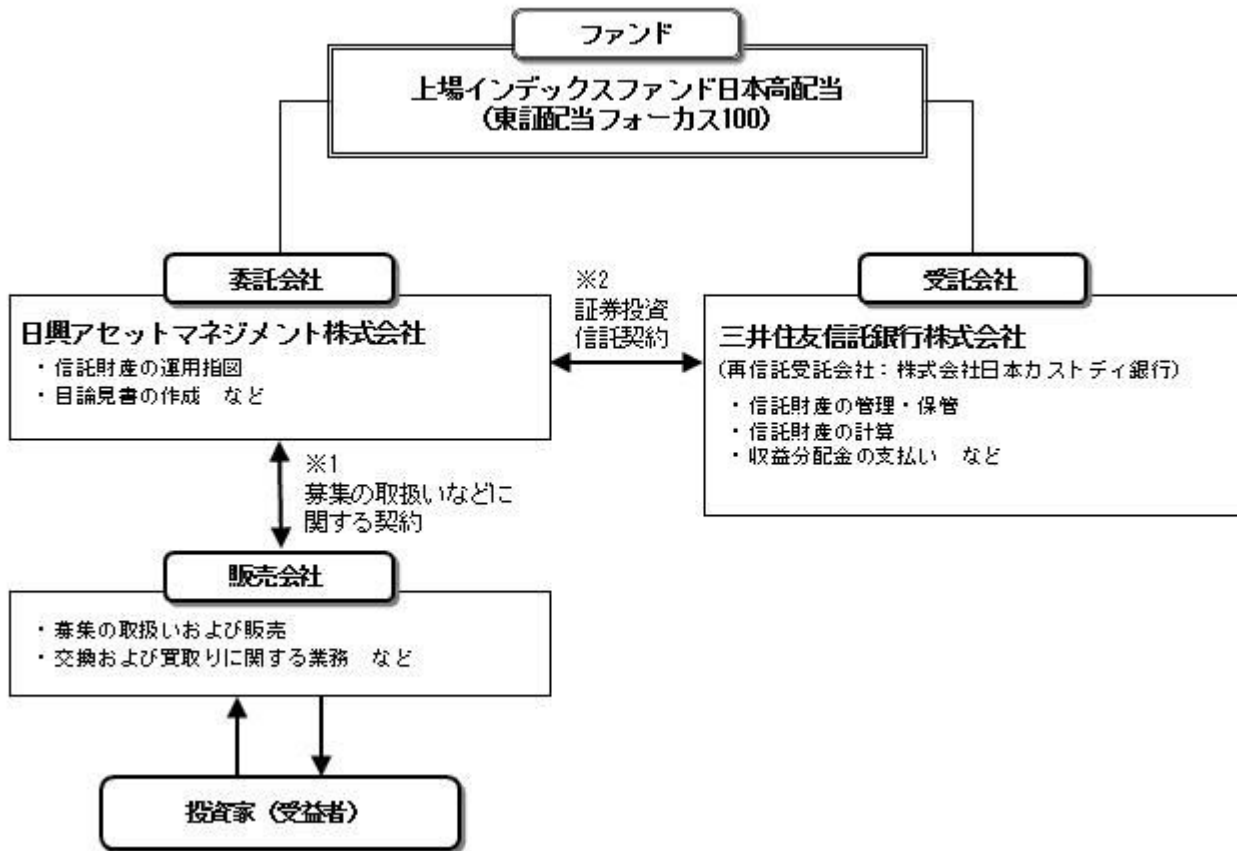 ファンド
上場インデックスファンド日本高配当
（東証配当フォーカス100）
委託会社
日興アセットマネジメント株式会社
・信託財産の運用指図
・目論見書の作成　など
※2
証券投資
信託契約
受託会社
三井住友信託銀行株式会社
(再信託受託会社：株式会社日本カストディ銀行)
・信託財産の管理・保管
・信託財産の計算
・収益分配金の支払い　など
※1
募集の取扱いなどに
関する契約
販売会社
・募集の取扱いおよび販売
・交換および買取りに関する業務　など
投資家（受益者）